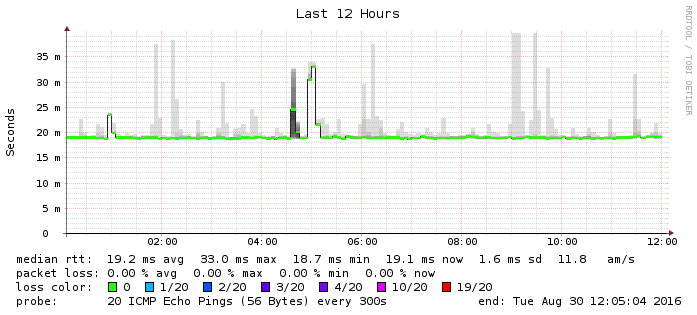 Last 12 Hours
RRDTOOL / TOBI OETIKER
Seconds
35 m
30 m
25 m
20 m
15 m
10 m
5 m
0
02:00 04:00 06:00 08:00 10:00 12:00
median rtt: 19.2 ms avg 33.0 ms max 18.7 ms min 19.1 ms now 1.6 ms sd 11.8 am/s
packet loss: 0.00 % avg 0.00 % max 0.00 % min 0.00 % now
loss color: 0 1/20 2/20 3/20 4/20 10/20 19/20
probe: 20 ICMP Echo Pings (56 Bytes) every 300s end: Tue Aug 30 12:05:04 2016